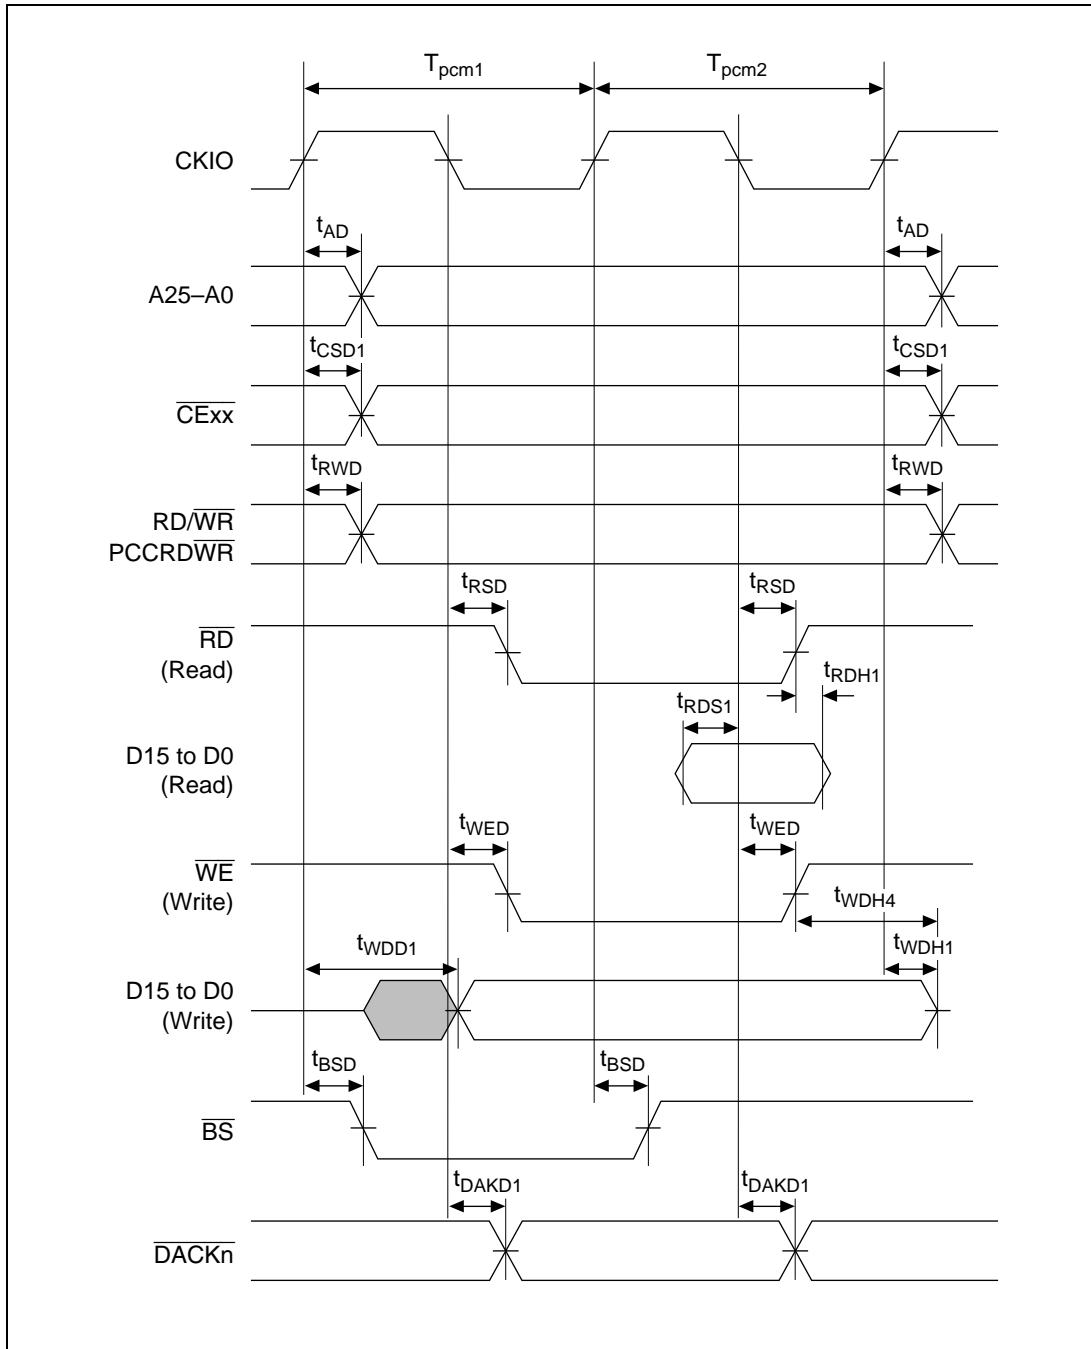 Tpcm1 Tpcm2
CKIO
tAD tAD
A25–A0
tCSD1 tCSD1
CExx
tRWD tRWD
RD/WR
PCCRDWR
tRSD tRSD
RD
(Read)
tRDH1
tRDS1
D15 to D0
(Read)
tWED tWED
WE
(Write)
tWDH4
tWDD1 tWDH1
D15 to D0
(Write)
tBSD tBSD
BS
tDAKD1 tDAKD1
DACKn